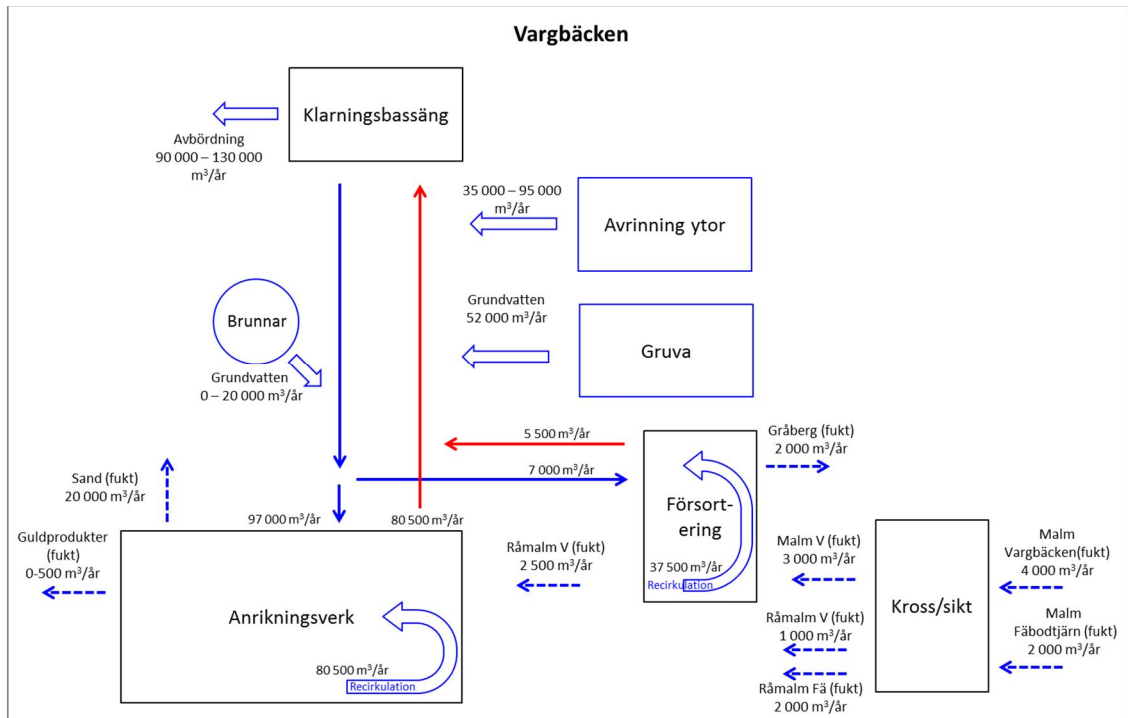 Vargbäcken
Klarningsbassäng
Avbördning
90 000 – 130 000
m³/år
35 000 – 95 000
m³/år
Avrinning ytor
Grundvatten
52 000 m³/år
Gruva
Brunnar
Grundvatten
0 – 20 000 m³/år
5 500 m³/år
7 000 m³/år
Gråberg (fukt)
2 000 m³/år
Försort-
ering
37 500 m³/år
Recirkulation
Sand (fukt)
20 000 m³/år
97 000 m³/år
80 500 m³/år
Guldprodukter
(fukt)
0-500 m³/år
Råmalm V (fukt)
2 500 m³/år
Malm V (fukt)
3 000 m³/år
Kross/sikt
Malm
Vargbäcken(fukt)
4 000 m³/år
Anrikningsverk
80 500 m³/år
Recirkulation
Råmalm V (fukt)
1 000 m³/år
Malm
Fäbodtjärn (fukt)
2 000 m³/år
Råmalm Fä (fukt)
2 000 m³/år